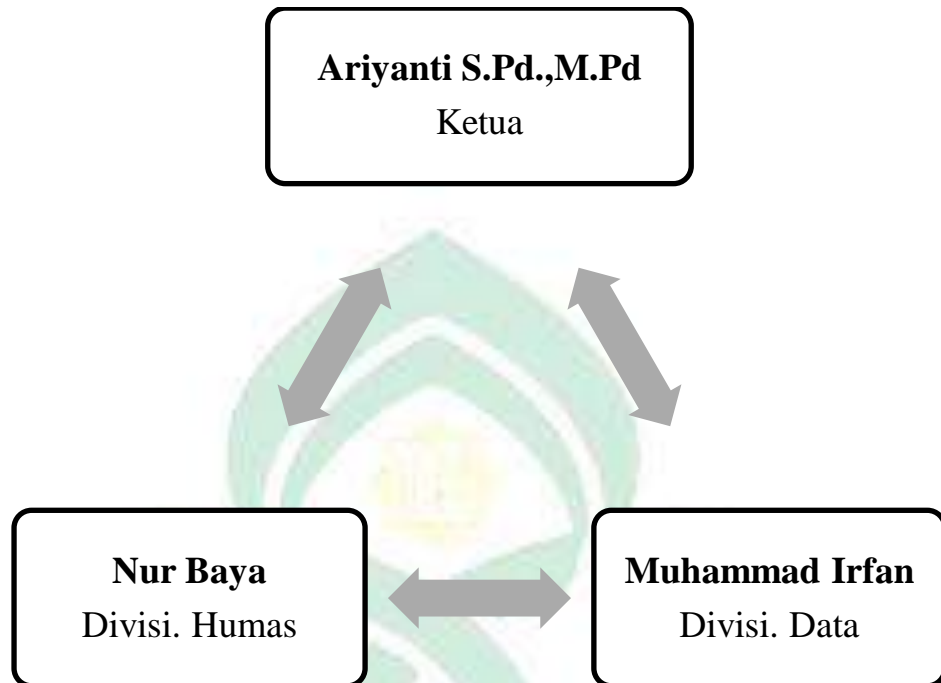 Ariyanti S.Pd.,M.Pd
Ketua
Nur Baya
Divisi. Humas
Muhammad Irfan
Divisi. Data